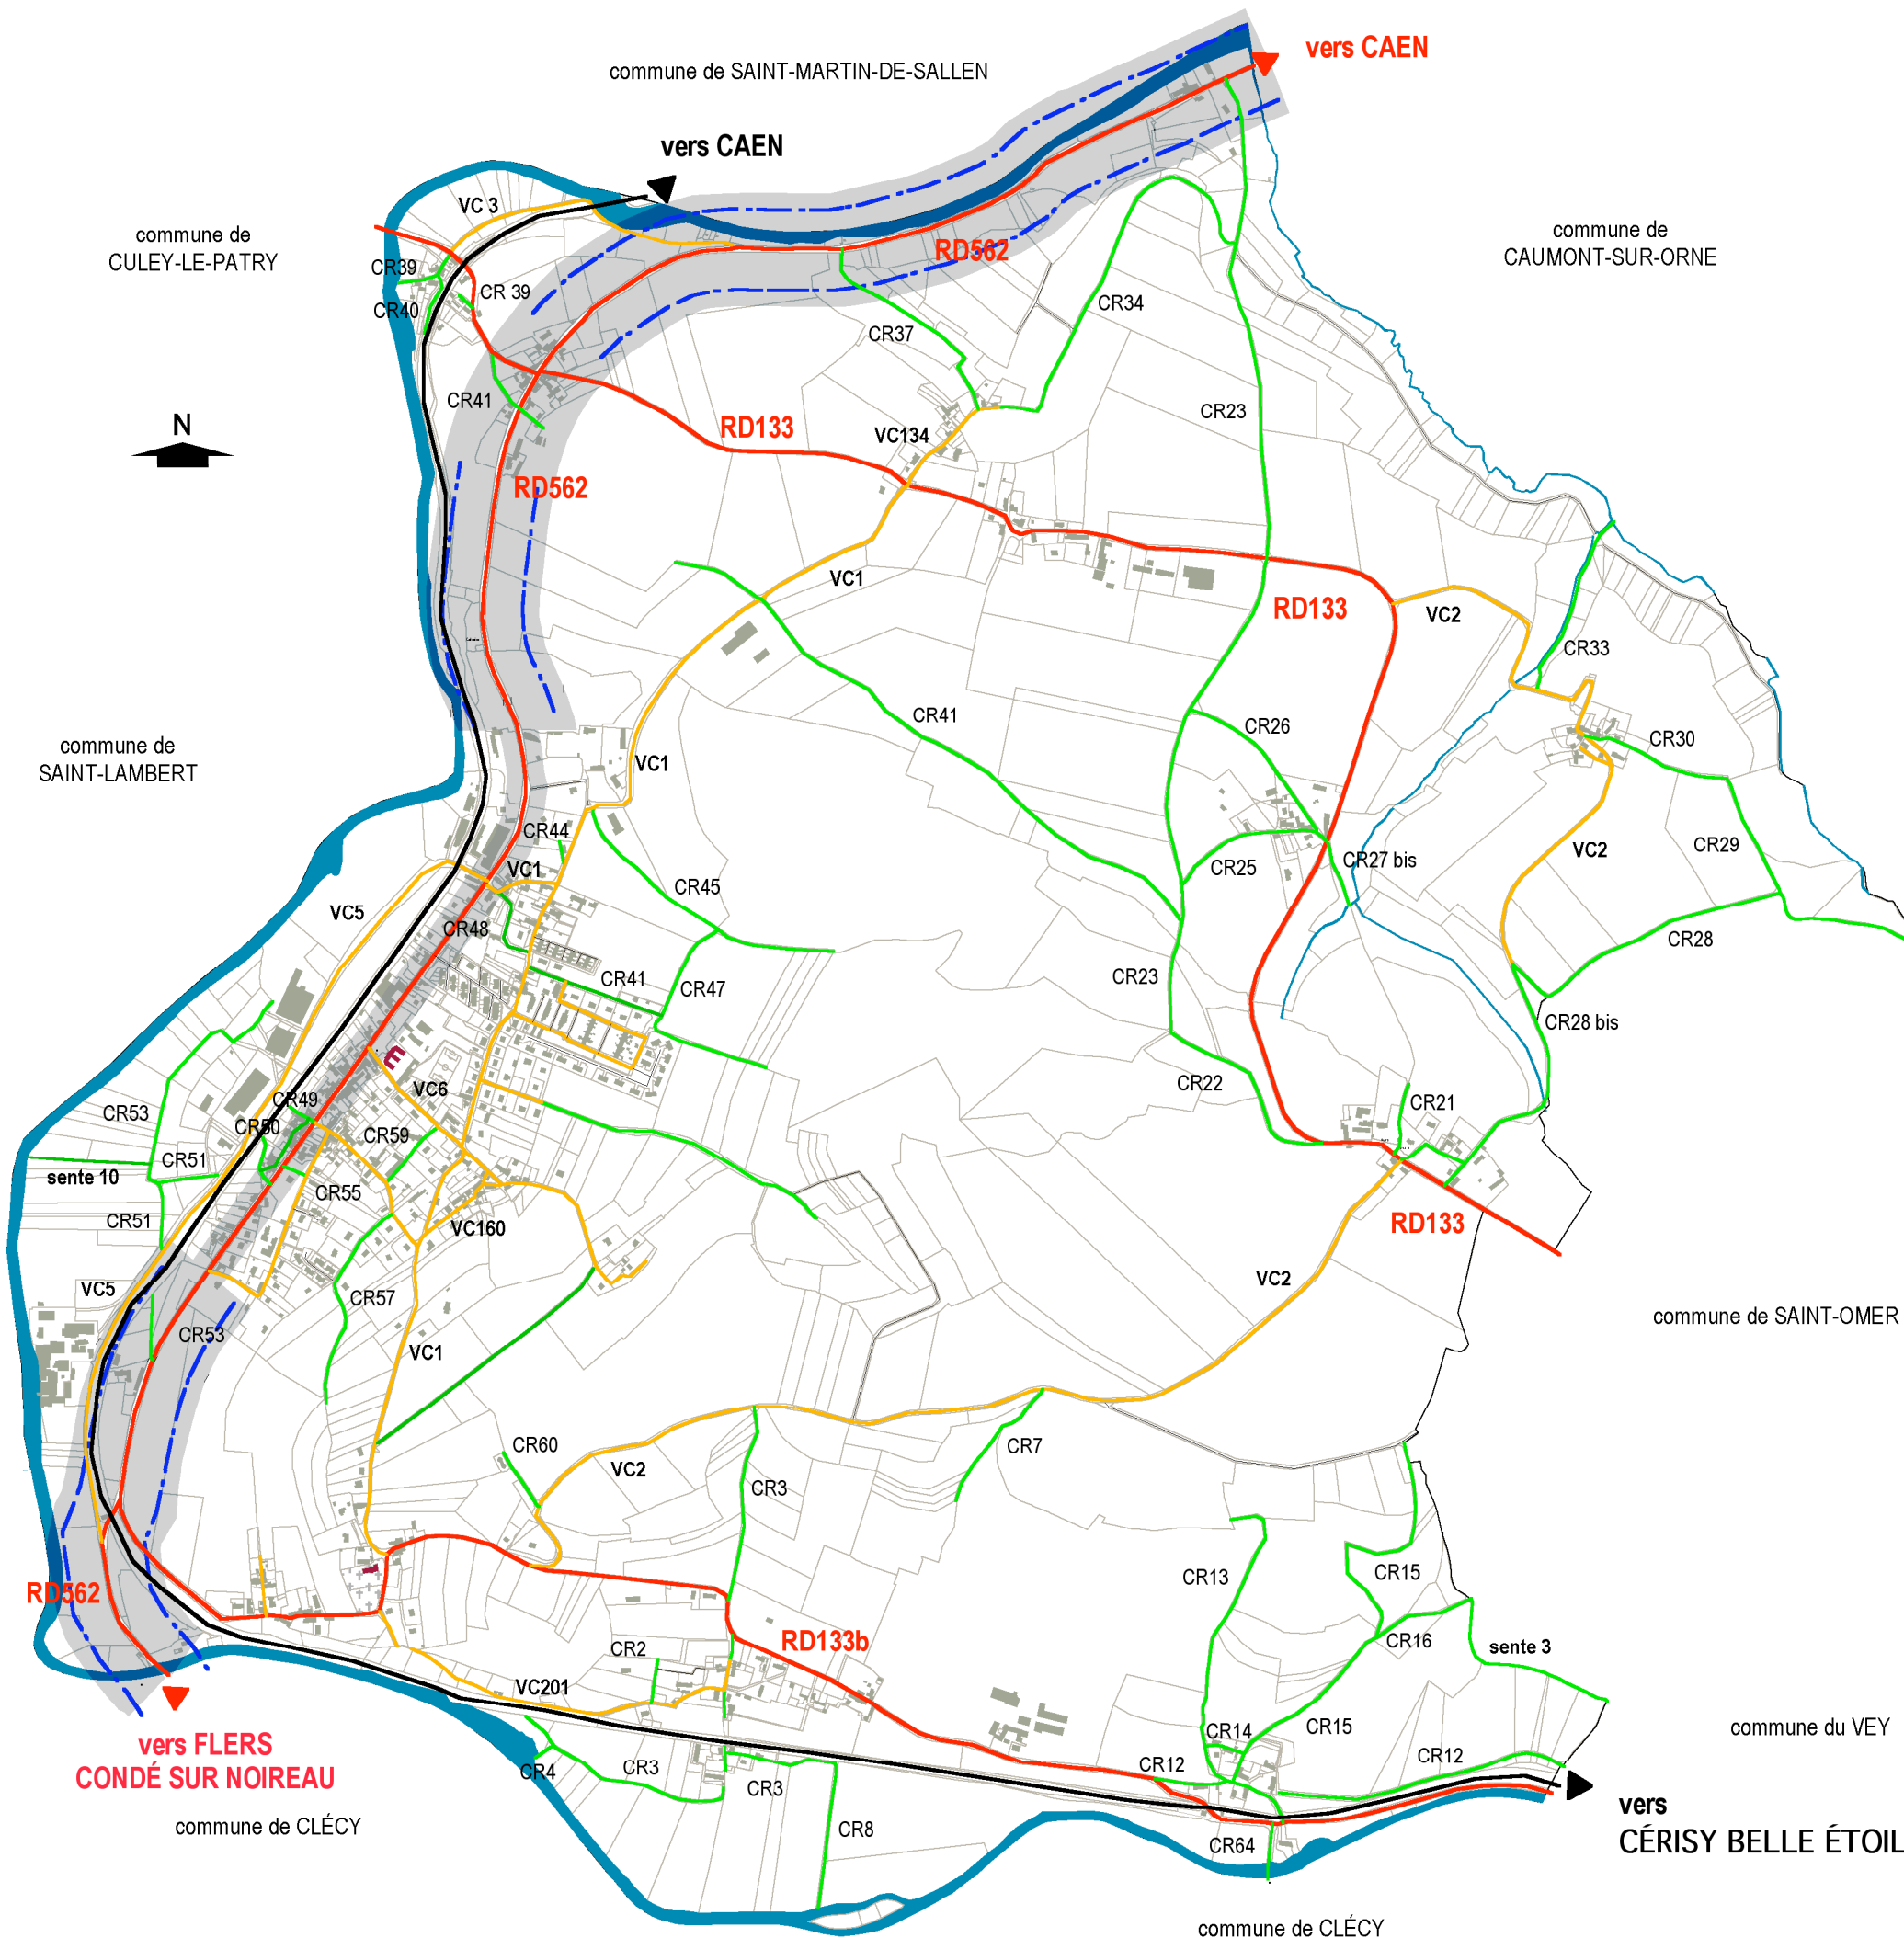 vers CAEN
commune de SAINT-MARTIN-DE-SALLEN
vers CAEN
VC 3
commune de
CULEY-LE-PATRY
commune de
CAUMONT-SUR-ORNE
RD562
CR39
CR 39
CR40
CR34
CR37
CR41
CR23
N
RD133
VC134
RD562
VC1
RD133
VC2
CR33
CR41
CR26
CR30
commune de
SAINT-LAMBERT
VC1
CR44
VC1
CR45
CR25
CR27 bis
VC2
CR29
VC5
CR48
CR28
CR41
CR47
CR23
CR28 bis
VC6
CR22
CR49
CR53
CR50
CR59
CR21
CR51
sente 10
CR55
CR51
VC160
RD133
VC5
CR57
VC2
CR53
commune de SAINT-OMER
VC1
CR60
CR7
VC2
CR3
CR13
CR15
RD562
CR2
RD133b
CR16
sente 3
VC201
vers FLERS
CONDÉ SUR NOIREAU
CR14
CR15
commune du VEY
CR12
CR12
CR4
CR3
CR3
vers
CÉRISY BELLE ÉTOIL
commune de CLÉCY
CR8
CR64
commune de CLÉCY